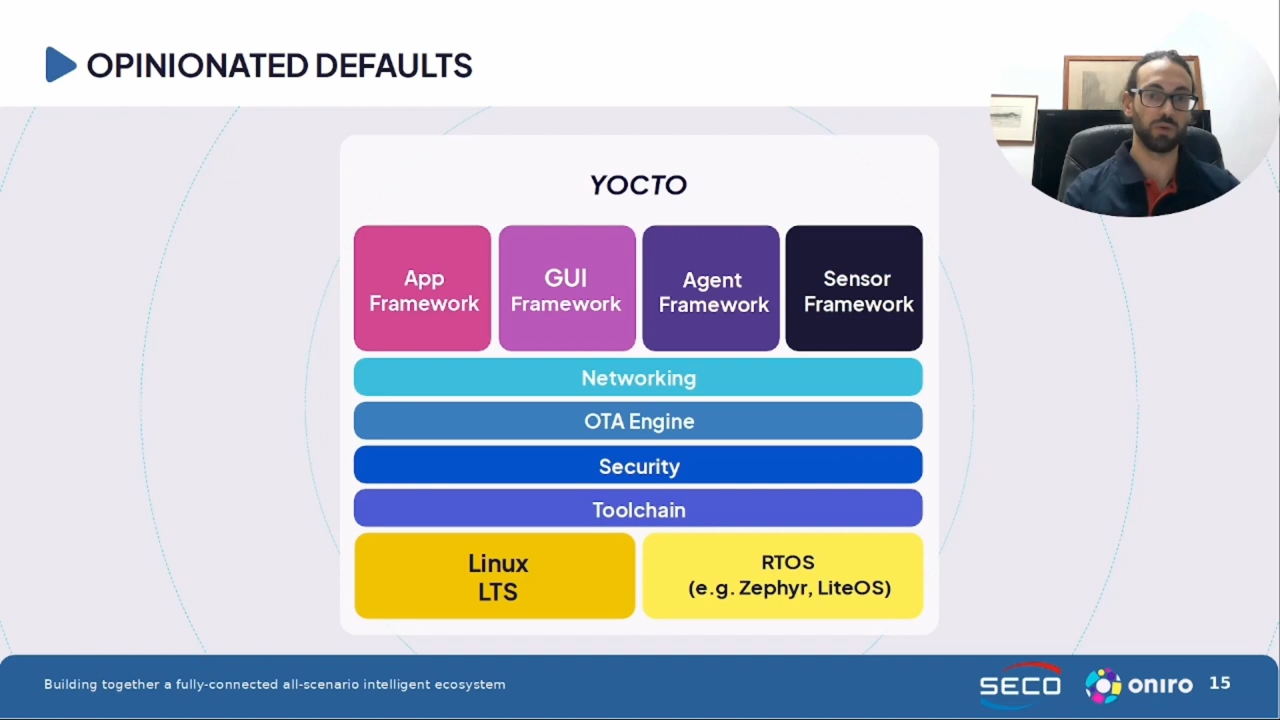 OPINIONATED DEFAULTS
YOCTO
App
Framework
GUI
Framework
Agent
Framework
Sensor
Framework
Networking
OTA Engine
Security
Toolchain
Linux
LTS
RTOS
(e.g. Zephyr, LiteOS)
Building together a fully-connected all-scenario intelligent ecosystem
SECO
oniro
15